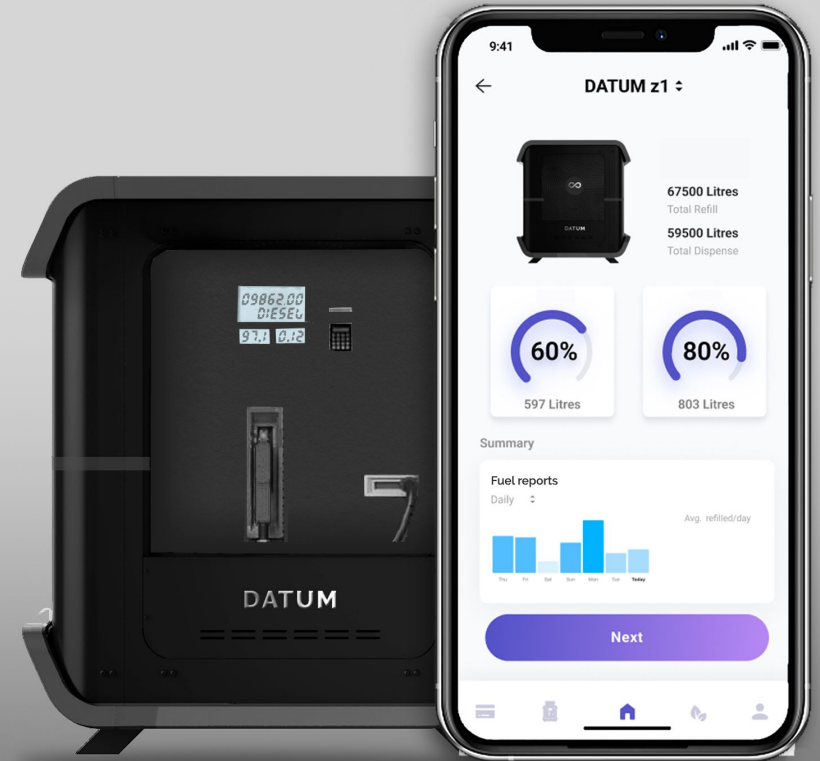 09862.00
DIESEL
97.1 0.12
DATUM
9:41
DATUM z1
DATUM
67500 Litres
Total Refill
59500 Litres
Total Dispense
60%
597 Litres
80%
803 Litres
Summary
Fuel reports
Daily
Avg. refilled/day
Thu Fri Sat Sun Mon Tue Today
Next